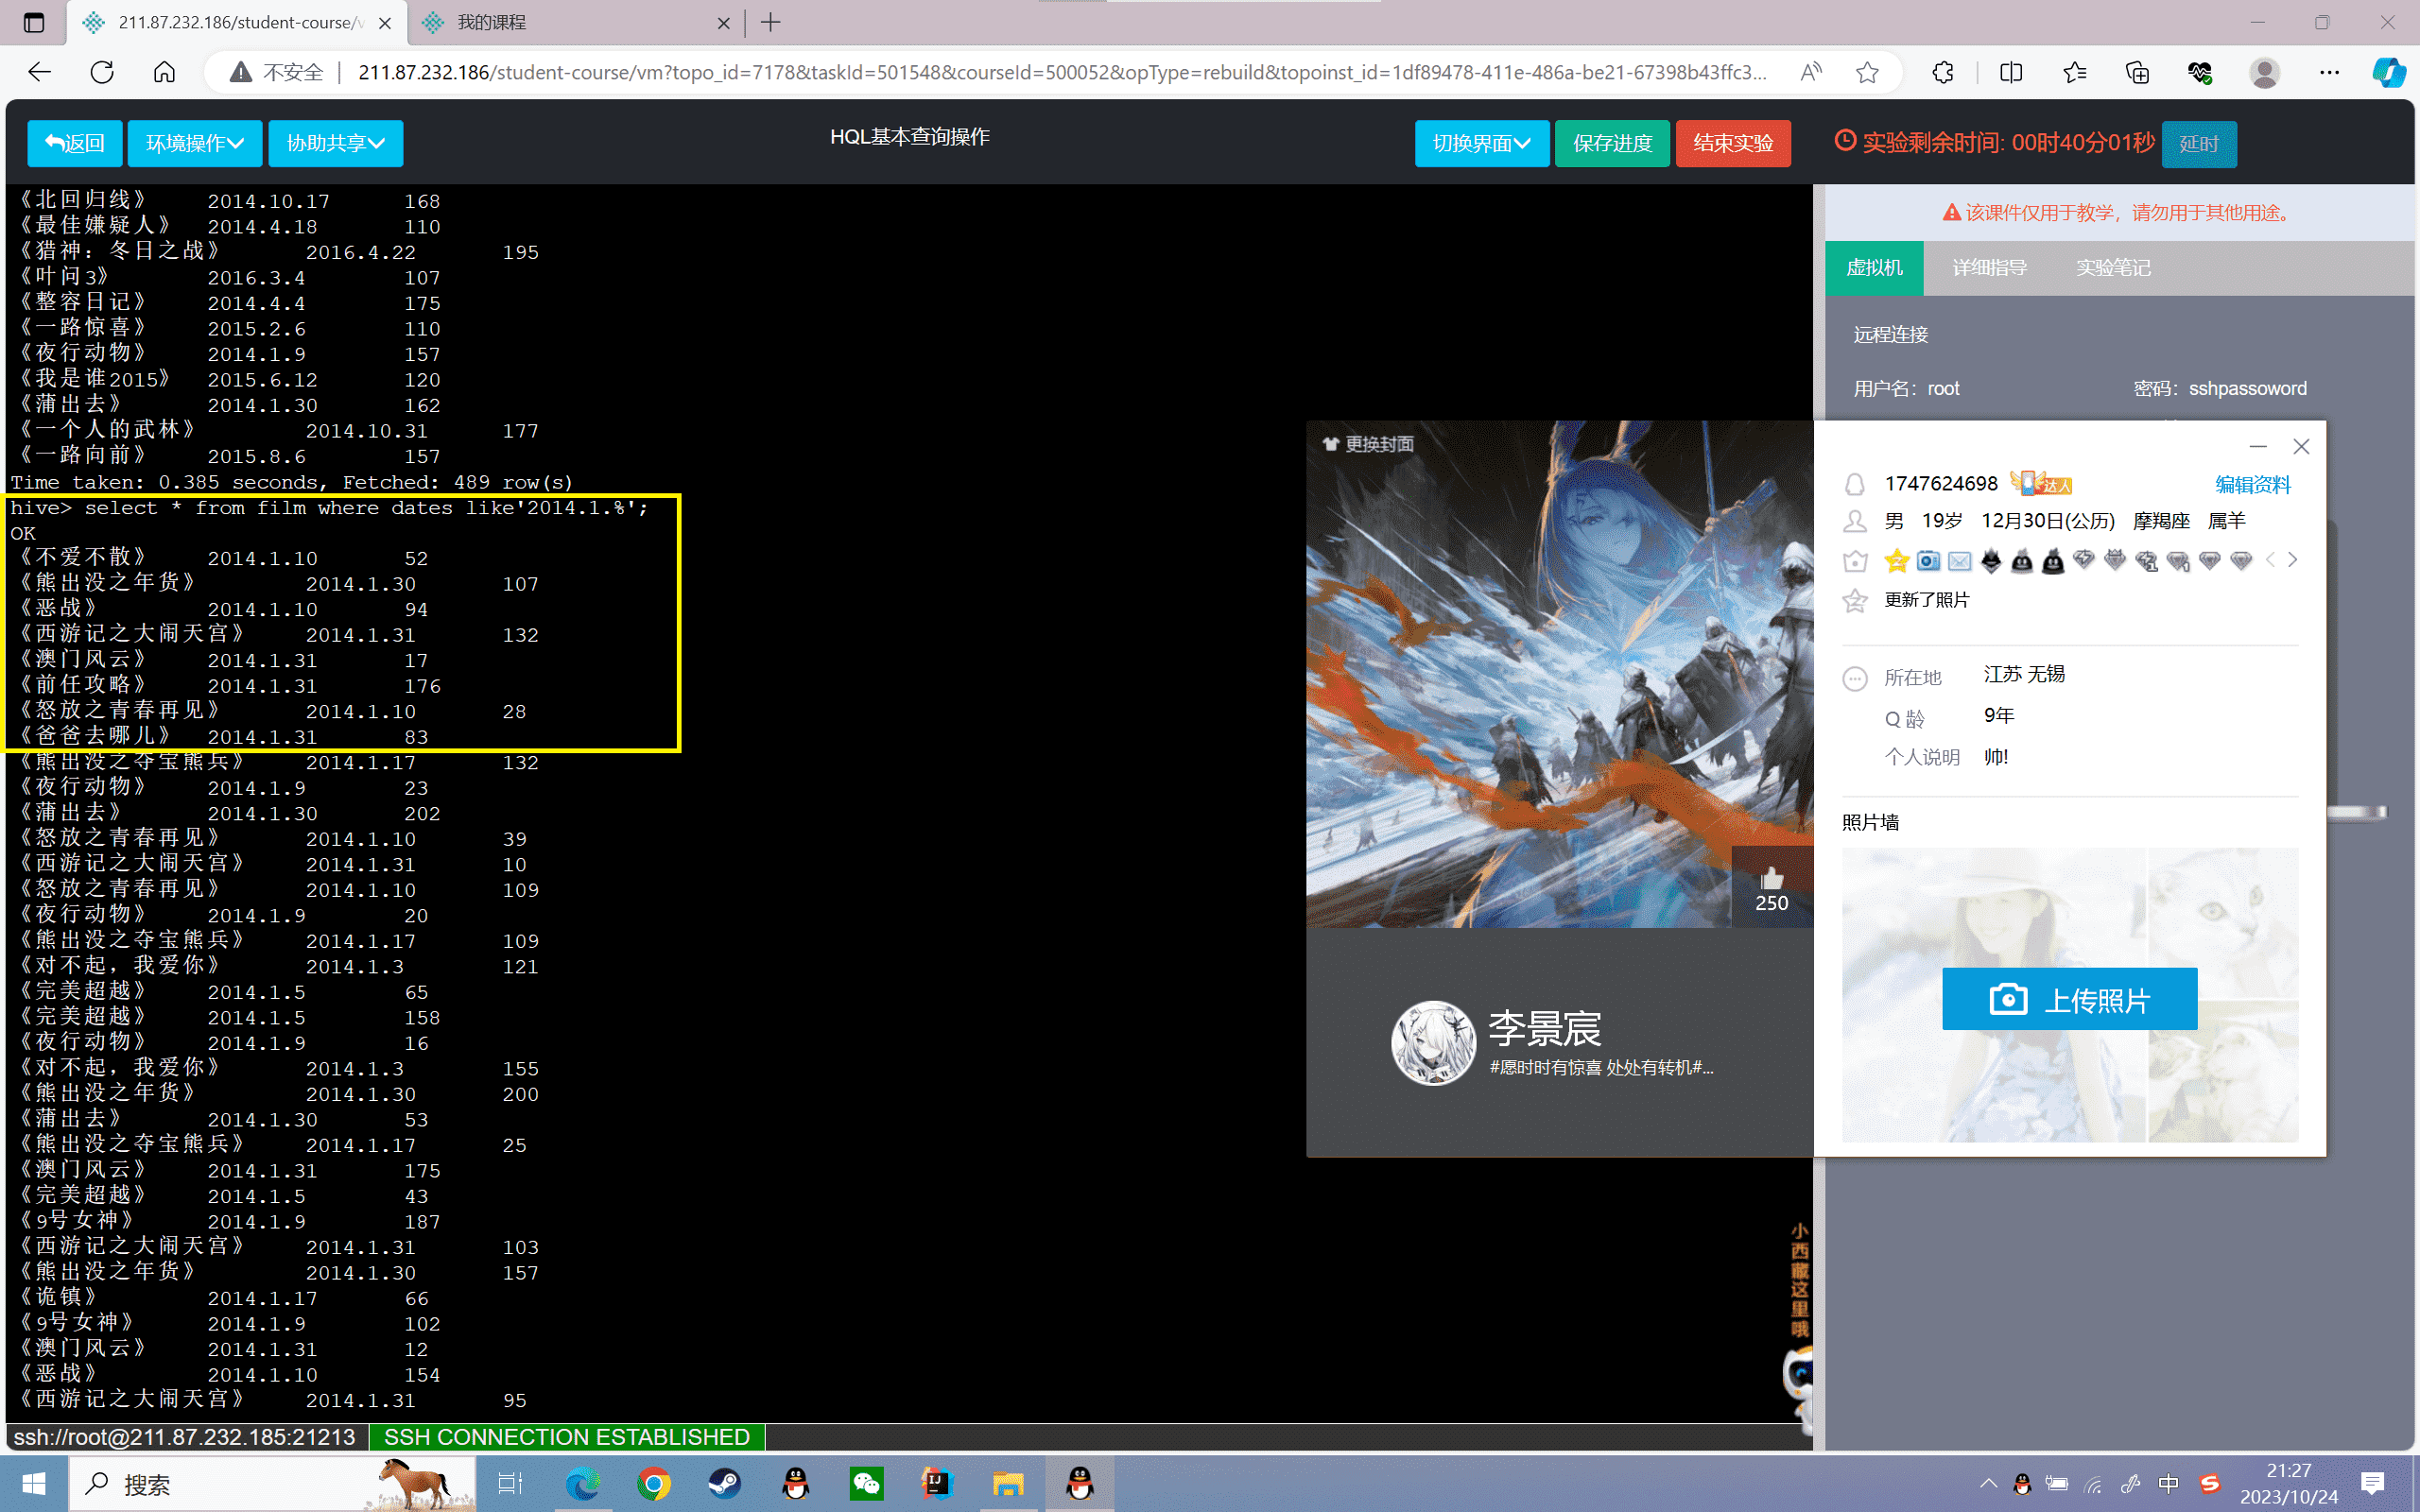 211.87.232.186/student-course/v
我的课程
不安全
211.87.232.186/student-course/vm?topo_id=7178&taskId=501548&courseId=500052&opType=rebuild&topoinst_id=1df89478-411e-486a-be21-67398b43ffc3...
返回
环境操作
协助共享
HQL基本查询操作
切换界面
保存进度
结束实验
实验剩余时间: 00时40分01秒
延时
《北回归线》 2014.10.17 168
《最佳嫌疑人》 2014.4.18 110
《猎神：冬日之战》 2016.4.22 195
《叶问3》 2016.3.4 107
《整容日记》 2014.4.4 175
《一路惊喜》 2015.2.6 110
《夜行动物》 2014.1.9 157
《我是谁2015》 2015.6.12 120
《蒲出去》 2014.1.30 162
《一个人的武林》 2014.10.31 177
《一路向前》 2015.8.6 157
Time taken: 0.385 seconds, Fetched: 489 row(s)
hive> select * from film where dates like'2014.1.%';
OK
《不爱不散》 2014.1.10 52
《熊出没之年货》 2014.1.30 107
《恶战》 2014.1.10 94
《西游记之大闹天宫》 2014.1.31 132
《澳门风云》 2014.1.31 17
《前任攻略》 2014.1.31 176
《怒放之青春再见》 2014.1.10 28
《爸爸去哪儿》 2014.1.31 83
《熊出没之夺宝熊兵》 2014.1.17 132
《夜行动物》 2014.1.9 23
《蒲出去》 2014.1.30 202
《怒放之青春再见》 2014.1.10 39
《西游记之大闹天宫》 2014.1.31 10
《怒放之青春再见》 2014.1.10 109
《夜行动物》 2014.1.9 20
《熊出没之夺宝熊兵》 2014.1.17 109
《对不起，我爱你》 2014.1.3 121
《完美超越》 2014.1.5 65
《完美超越》 2014.1.5 158
《夜行动物》 2014.1.9 16
《对不起，我爱你》 2014.1.3 155
《熊出没之年货》 2014.1.30 200
《蒲出去》 2014.1.30 53
《熊出没之夺宝熊兵》 2014.1.17 25
《澳门风云》 2014.1.31 175
《完美超越》 2014.1.5 43
《9号女神》 2014.1.9 187
《西游记之大闹天宫》 2014.1.31 103
《熊出没之年货》 2014.1.30 157
《诡镇》 2014.1.17 66
《9号女神》 2014.1.9 102
《澳门风云》 2014.1.31 12
《恶战》 2014.1.10 154
《西游记之大闹天宫》 2014.1.31 95
ssh://root@211.87.232.185:21213
SSH CONNECTION ESTABLISHED
该课件仅用于教学，请勿用于其他用途。
虚拟机
详细指导
实验笔记
远程连接
用户名：root
密码：sshpassoword
更换封面
250
李景宸
#愿时时有惊喜 处处有转机#...
1747624698
达人
编辑资料
男 19岁 12月30日(公历) 摩羯座 属羊
更新了照片
所在地 江苏 无锡
Q 龄 9年
个人说明 帅!
照片墙
上传照片
小西藏这里哦
搜索
中
21:27
2023/10/24